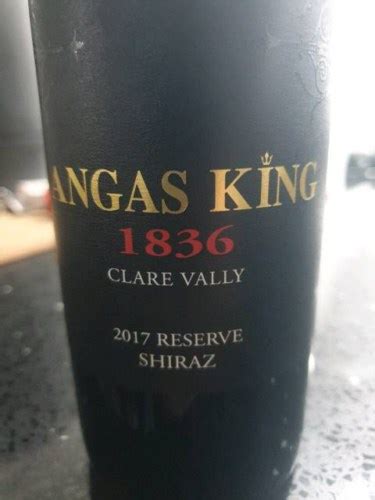 ANGAS KING
1836
CLARE VALLY
2017 RESERVE
SHIRAZ